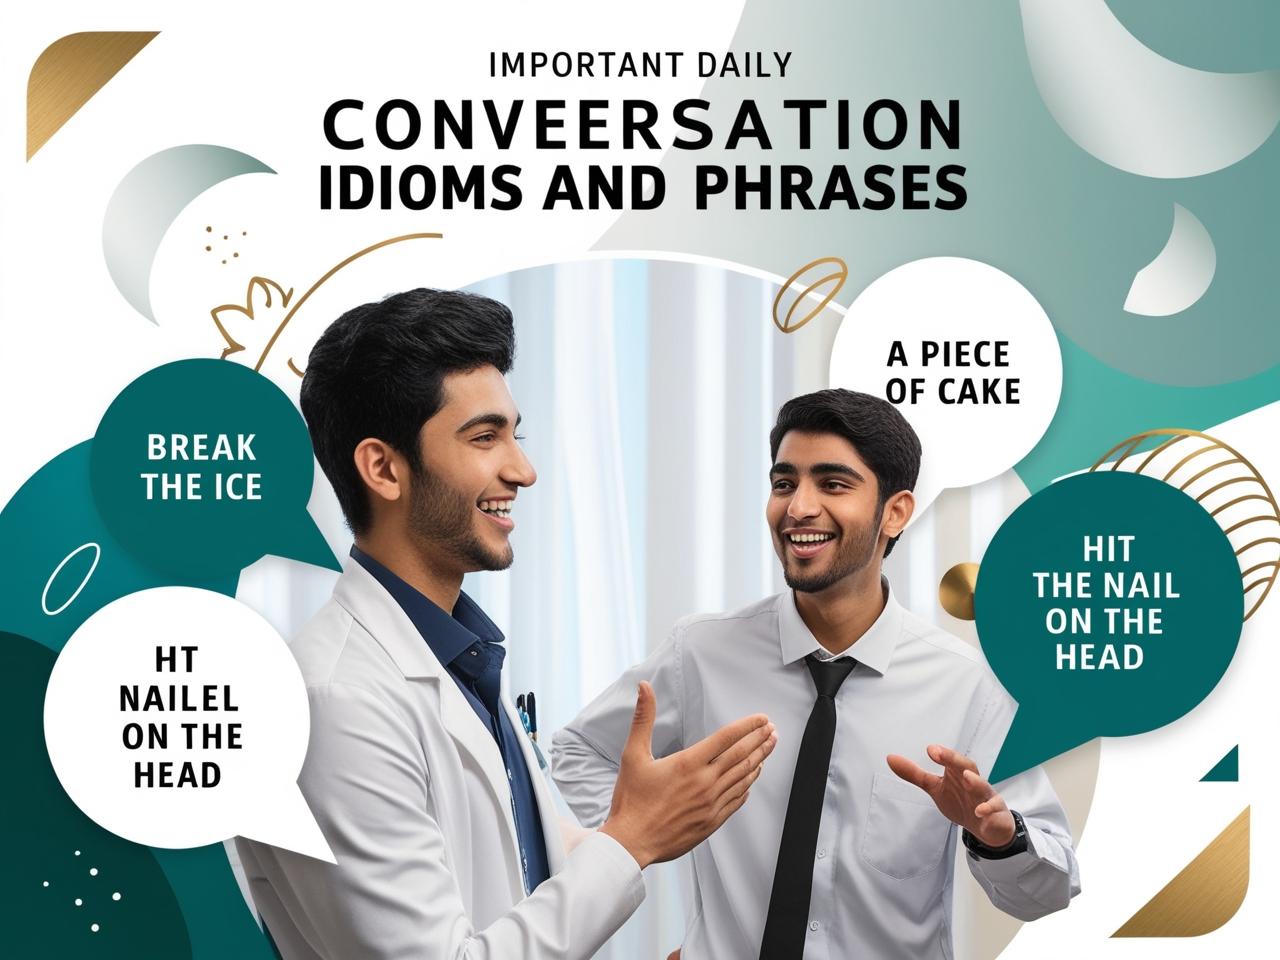 IMPORTANT DAILY
CONVEERSATION
IDIOMS AND PHRASES
BREAK
THE ICE
A PIECE
OF CAKE
HT
NAILEL
ON THE
HEAD
HIT
THE NAIL
ON THE
HEAD